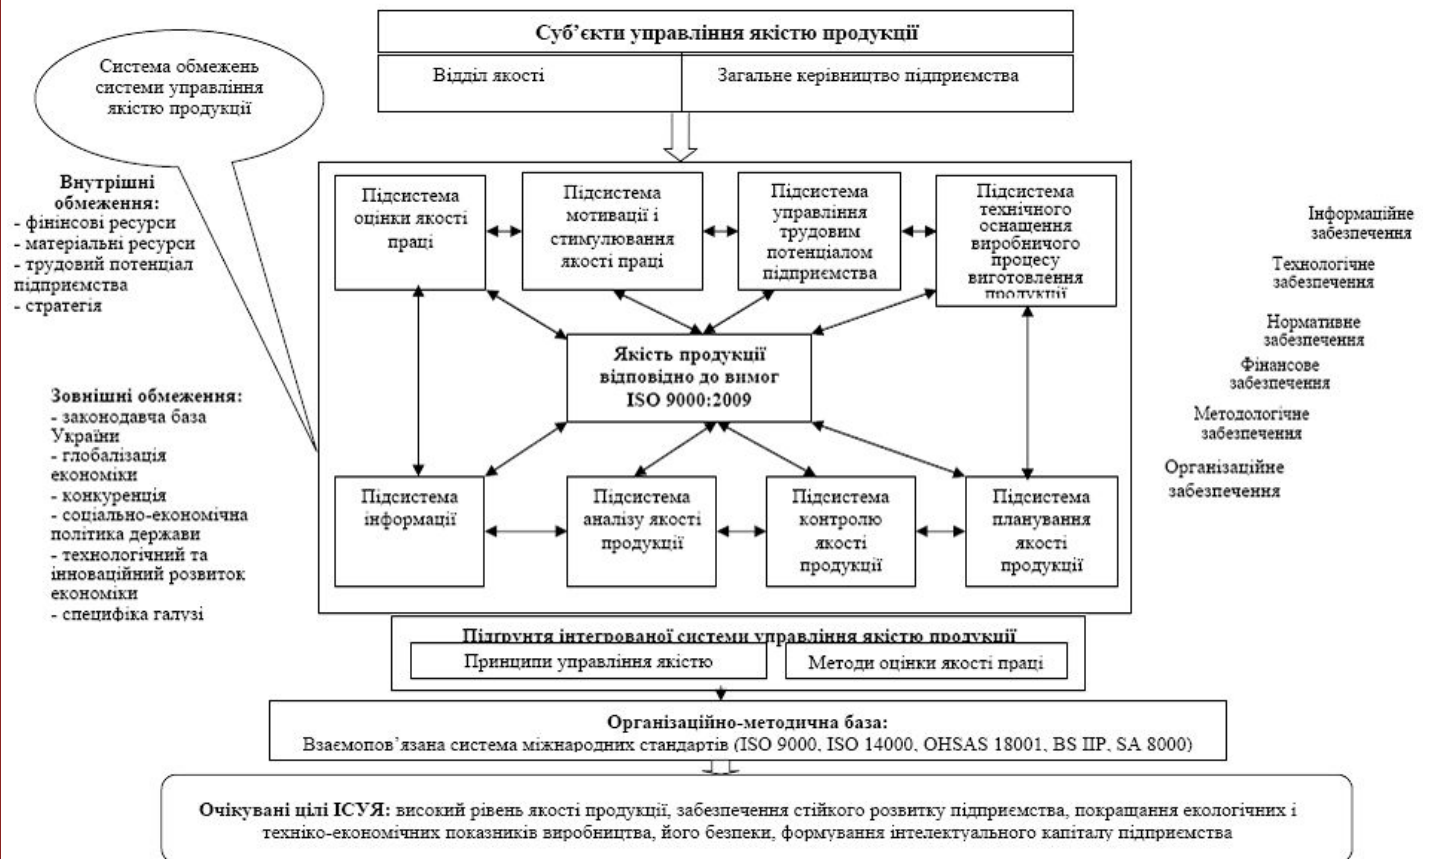 Суб’єкти управління якістю продукції
Відділ якості
Загальне керівництво підприємства
Система обмежень
системи управління
якістю продукції
Внутрішні
обмеження:
- фінінсові ресурси
- матеріальні ресурси
- трудовий потенціал
підприємства
- стратегія
Зовнішні обмеження:
- законодавча база
України
- глобалізація
економіки
- конкуренція
- соціально-економічна
політика держави
- технологічний та
інноваційний розвиток
економіки
- специфіка галузі
Підсистема
оцінки якості
праці
Підсистема
мотивації і
стимулювання
якості праці
Підсистема
управління
трудовим
потенціалом
підприємства
Підсистема
технічного
оснащення
виробничого
процесу
виготовлення
продукції
Якість продукції
відповідно до вимог
ISO 9000:2009
Підсистема
інформації
Підсистема
аналізу якості
продукції
Підсистема
контролю
якості
продукції
Підсистема
планування
якості
продукції
Інформаційне
забезпечення
Технологічне
забезпечення
Нормативне
забезпечення
Фінансове
забезпечення
Методологічне
забезпечення
Організаційне
забезпечення
Підґрунтя інтегрованої системи управління якістю продукції
Принципи управління якістю
Методи оцінки якості праці
Організаційно-методична база:
Взаємопов’язана система міжнародних стандартів (ISO 9000, ISO 14000, OHSAS 18001, BS ІІР, SA 8000)
Очікувані цілі ІСУЯ: високий рівень якості продукції, забезпечення стійкого розвитку підприємства, покращання екологічних і
техніко-економічних показників виробництва, його безпеки, формування інтелектуального капіталу підприємства